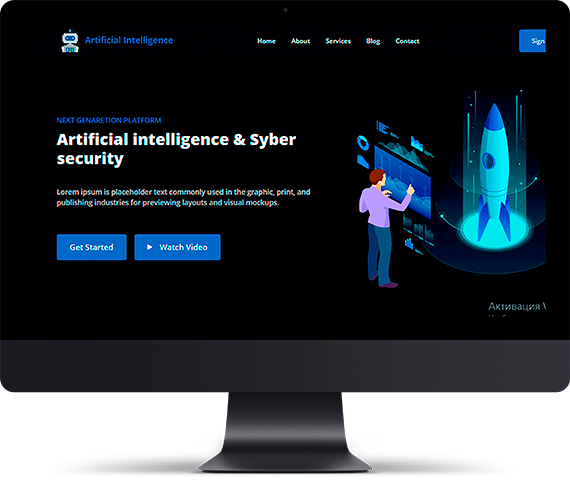 Artificial Intelligence
Home About Services Blog Contact
Sign
NEXT GENARETION PLATFORM
Artificial intelligence & Syber
security
Lorem ipsum is placeholder text commonly used in the graphic, print, and
publishing industries for previewing layouts and visual mockups.
Get Started Watch Video
Активация